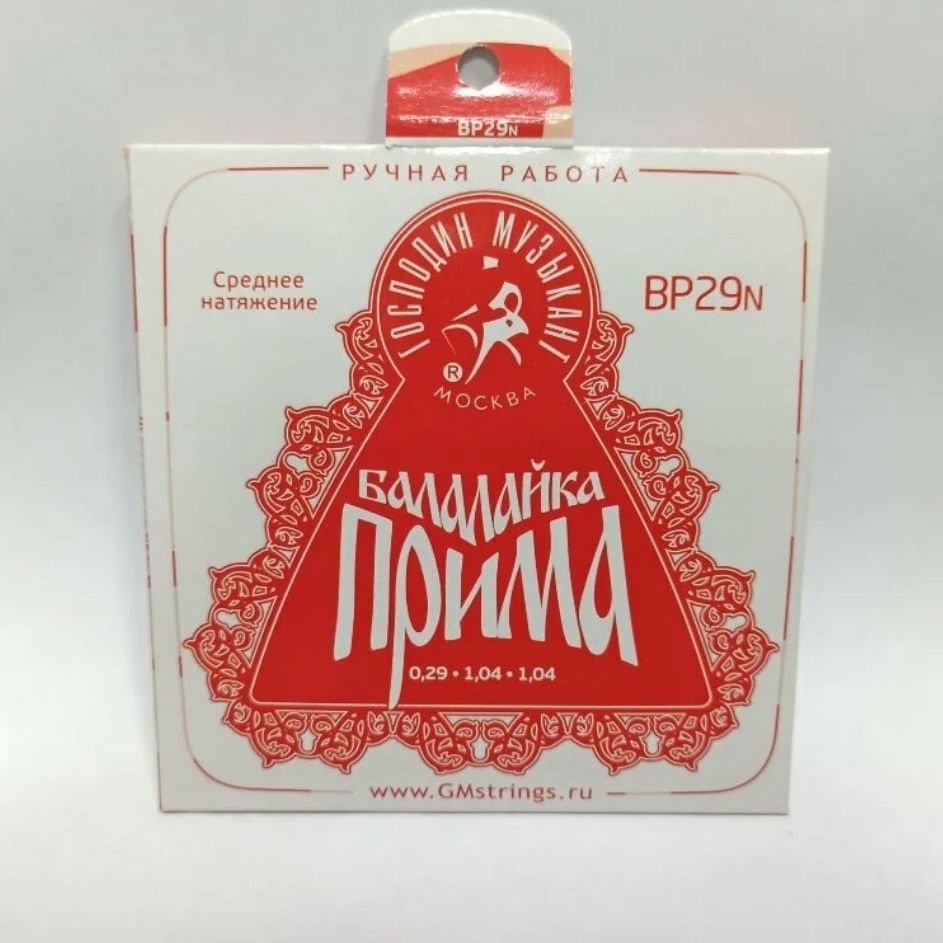 BP29N
РУЧНАЯ РАБОТА
ГОСПОДИН МУЗЫКАНТ
Среднее
натяжение
BP29N
®
МОСКВА
БАЛАЛАЙКА
ПРИМА
0,29 • 1,04 • 1,04
www.GMstrings.ru